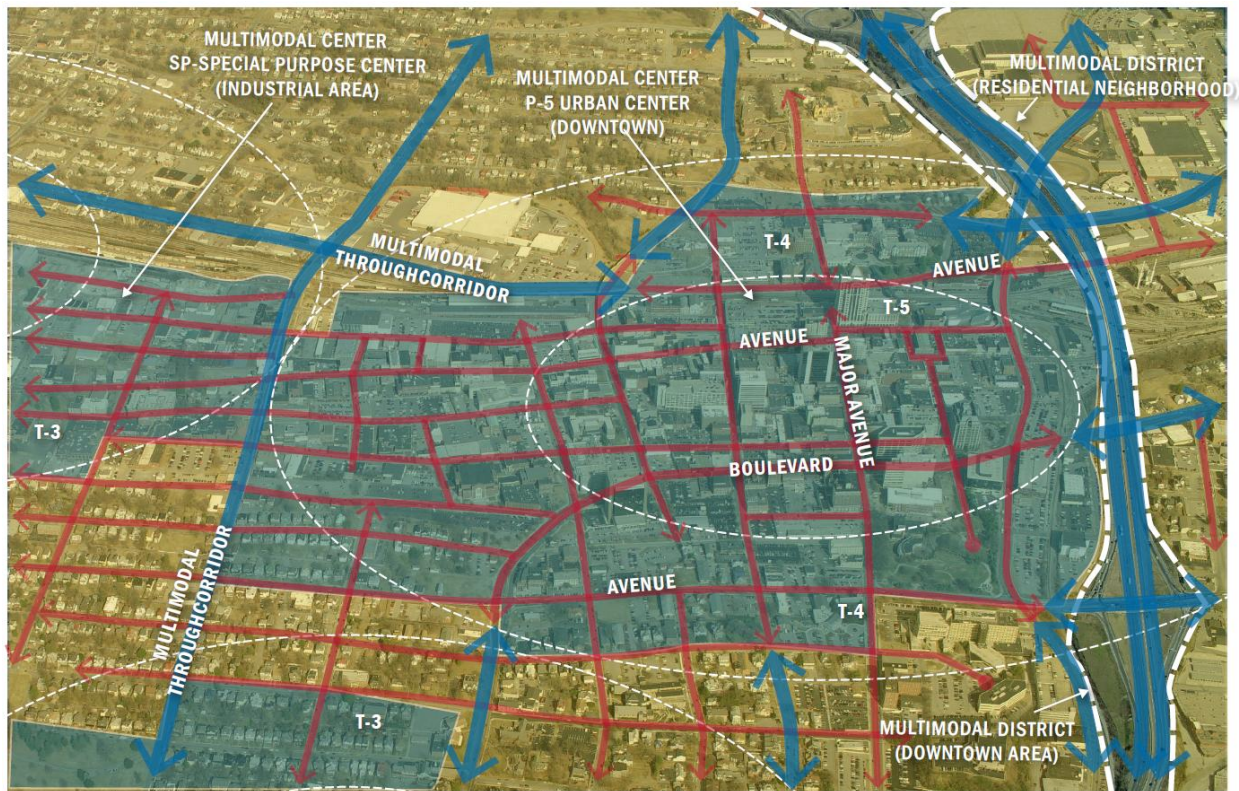 MULTIMODAL CENTER
SP-SPECIAL PURPOSE CENTER
(INDUSTRIAL AREA)
MULTIMODAL CENTER
P-5 URBAN CENTER
(DOWNTOWN)
MULTIMODAL DISTRICT
(RESIDENTIAL NEIGHBORHOOD)
MULTIMODAL
THROUGHCORRIDOR
T-4
AVENUE
T-5
AVENUE
MAJOR AVENUE
T-3
BOULEVARD
MULTIMODAL
THROUGHCORRIDOR
AVENUE
T-4
T-3
MULTIMODAL DISTRICT
(DOWNTOWN AREA)